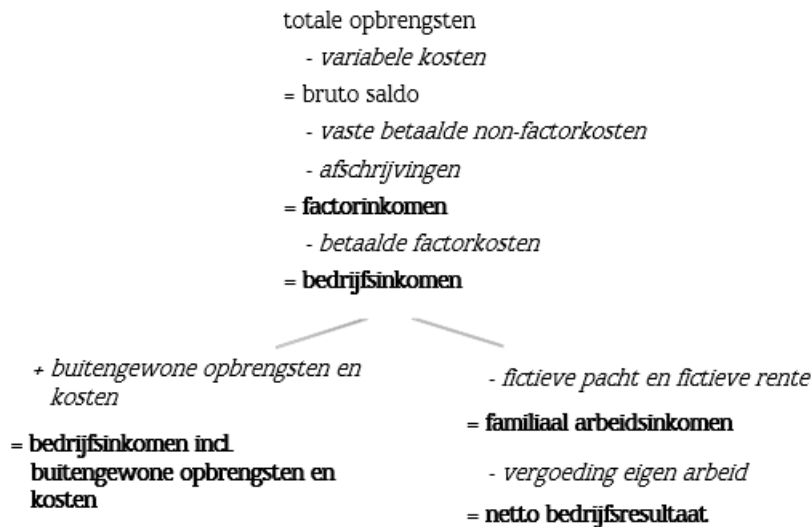 totale opbrengsten
- variabele kosten
= bruto saldo
- vaste betaalde non-factorkosten
- afschrijvingen
= factorinkomen
- betaalde factorkosten
= bedrijfsinkomen
+ buitengewone opbrengsten en
kosten
= bedrijfsinkomen incl.
buitengewone opbrengsten en
kosten
- fictieve pacht en fictieve rente
= familiaal arbeidsinkomen
- vergoeding eigen arbeid
= netto bedrijfsresultaat